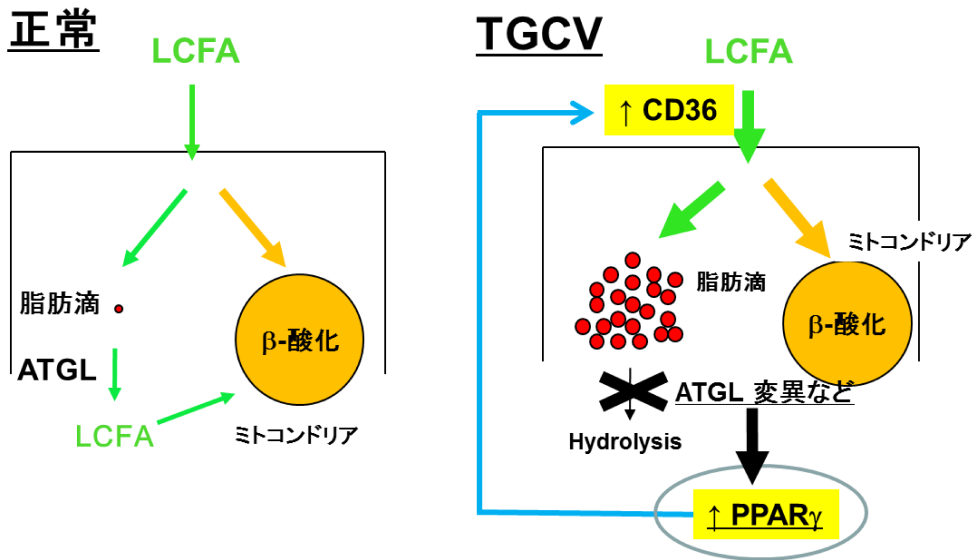 正常
LCFA
脂肪滴
ATGL
LCFA
β-酸化
ミトコンドリア
TGCV
LCFA
↑ CD36
ミトコンドリア
脂肪滴
β-酸化
ATGL 変異など
Hydrolysis
↑ PPARγ